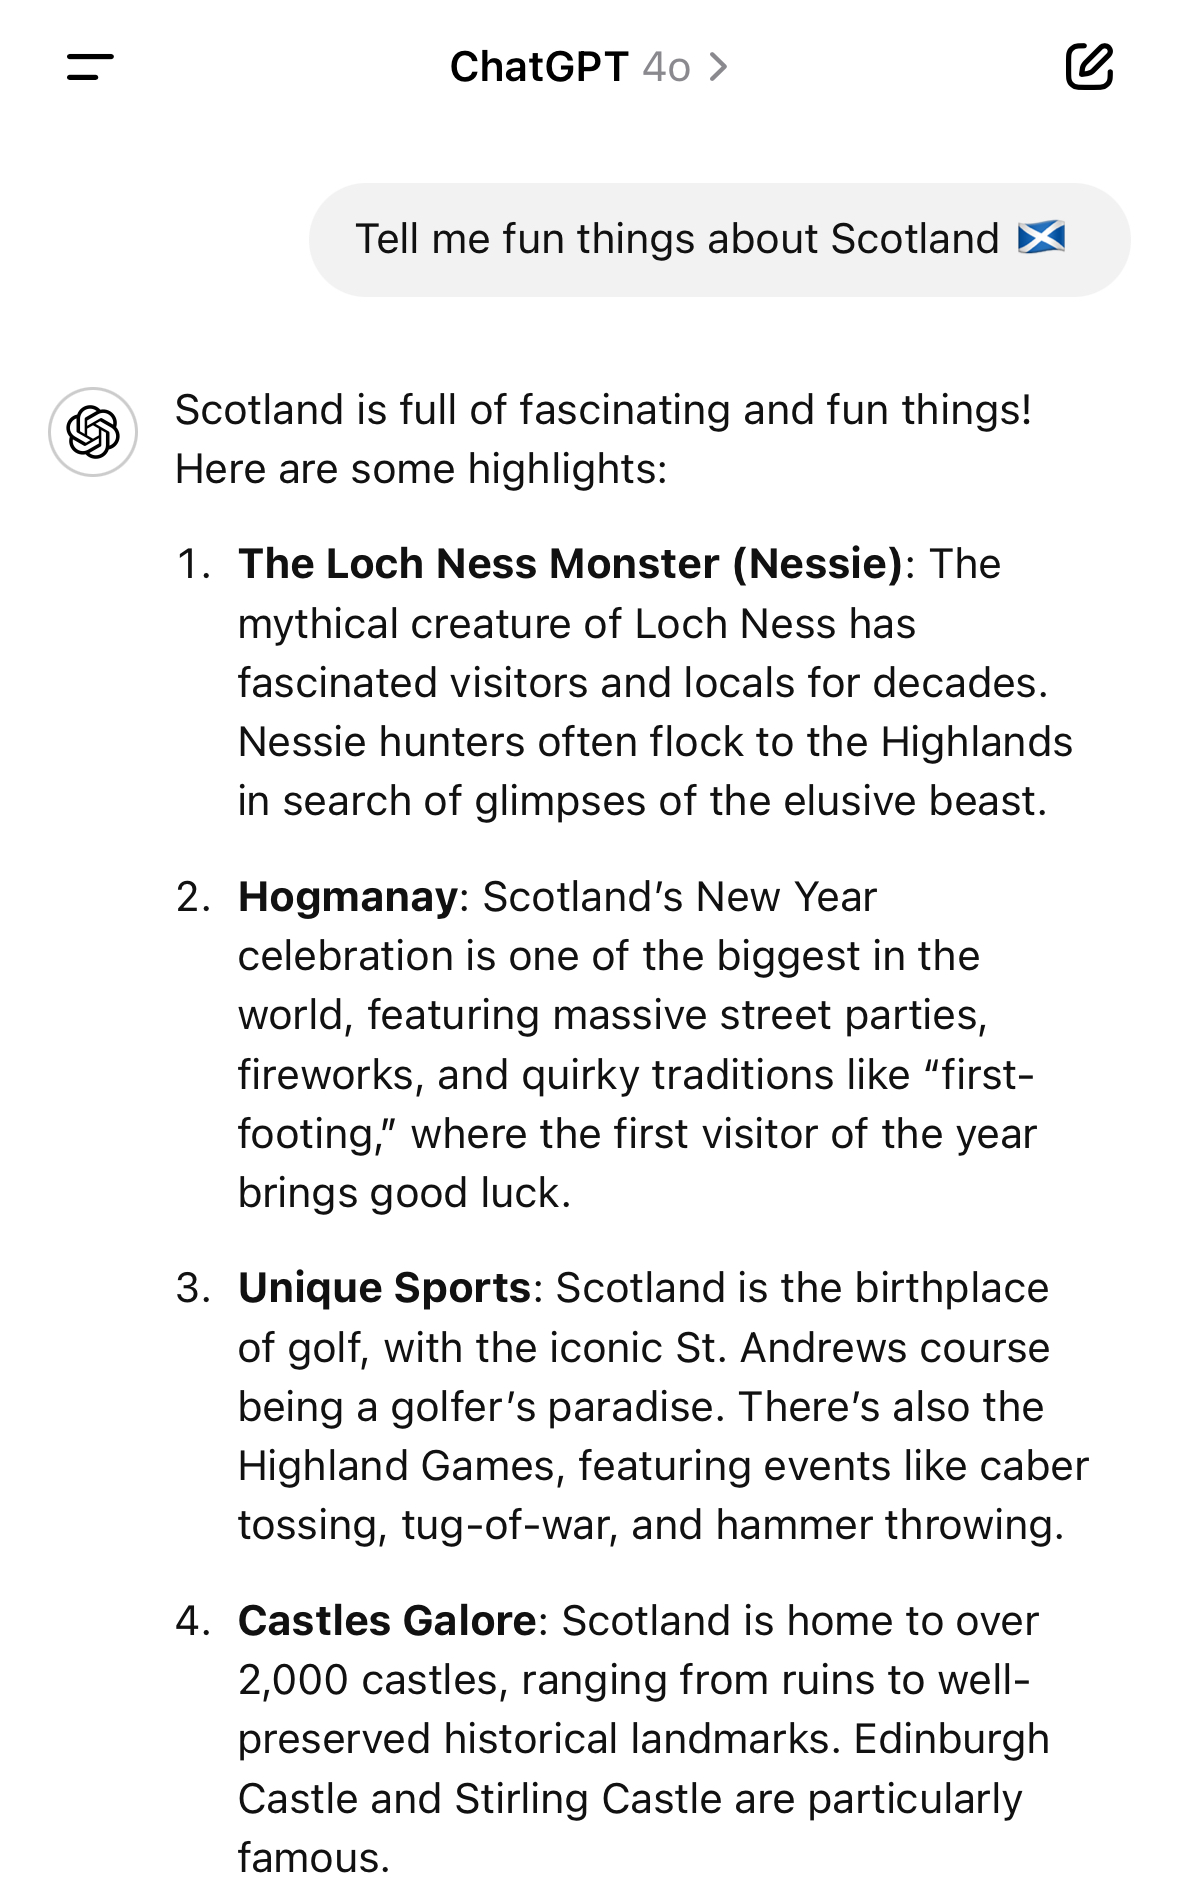 ChatGPT 4o >
Tell me fun things about Scotland 🏴󠁧󠁢󠁳󠁣󠁴󠁿
Scotland is full of fascinating and fun things!
Here are some highlights:
1. The Loch Ness Monster (Nessie): The
mythical creature of Loch Ness has
fascinated visitors and locals for decades.
Nessie hunters often flock to the Highlands
in search of glimpses of the elusive beast.
2. Hogmanay: Scotland’s New Year
celebration is one of the biggest in the
world, featuring massive street parties,
fireworks, and quirky traditions like “first-
footing,” where the first visitor of the year
brings good luck.
3. Unique Sports: Scotland is the birthplace
of golf, with the iconic St. Andrews course
being a golfer’s paradise. There’s also the
Highland Games, featuring events like caber
tossing, tug-of-war, and hammer throwing.
4. Castles Galore: Scotland is home to over
2,000 castles, ranging from ruins to well-
preserved historical landmarks. Edinburgh
Castle and Stirling Castle are particularly
famous.